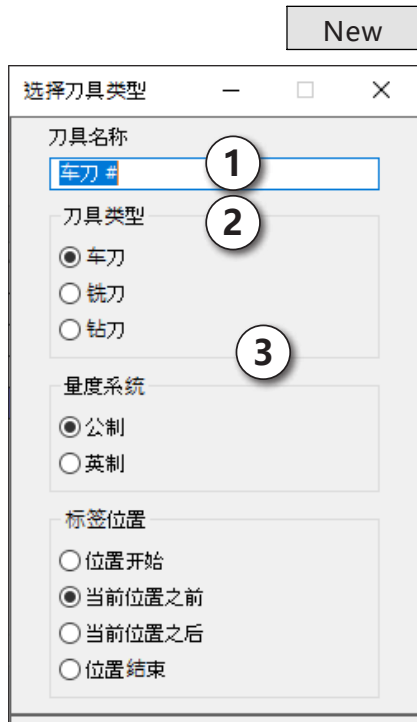 New
选择刀具类型
刀具名称
车刀 #
1
刀具类型
2
车刀
铣刀
钻刀
3
量度系统
公制
英制
标签位置
位置开始
当前位置之前
当前位置之后
位置结束